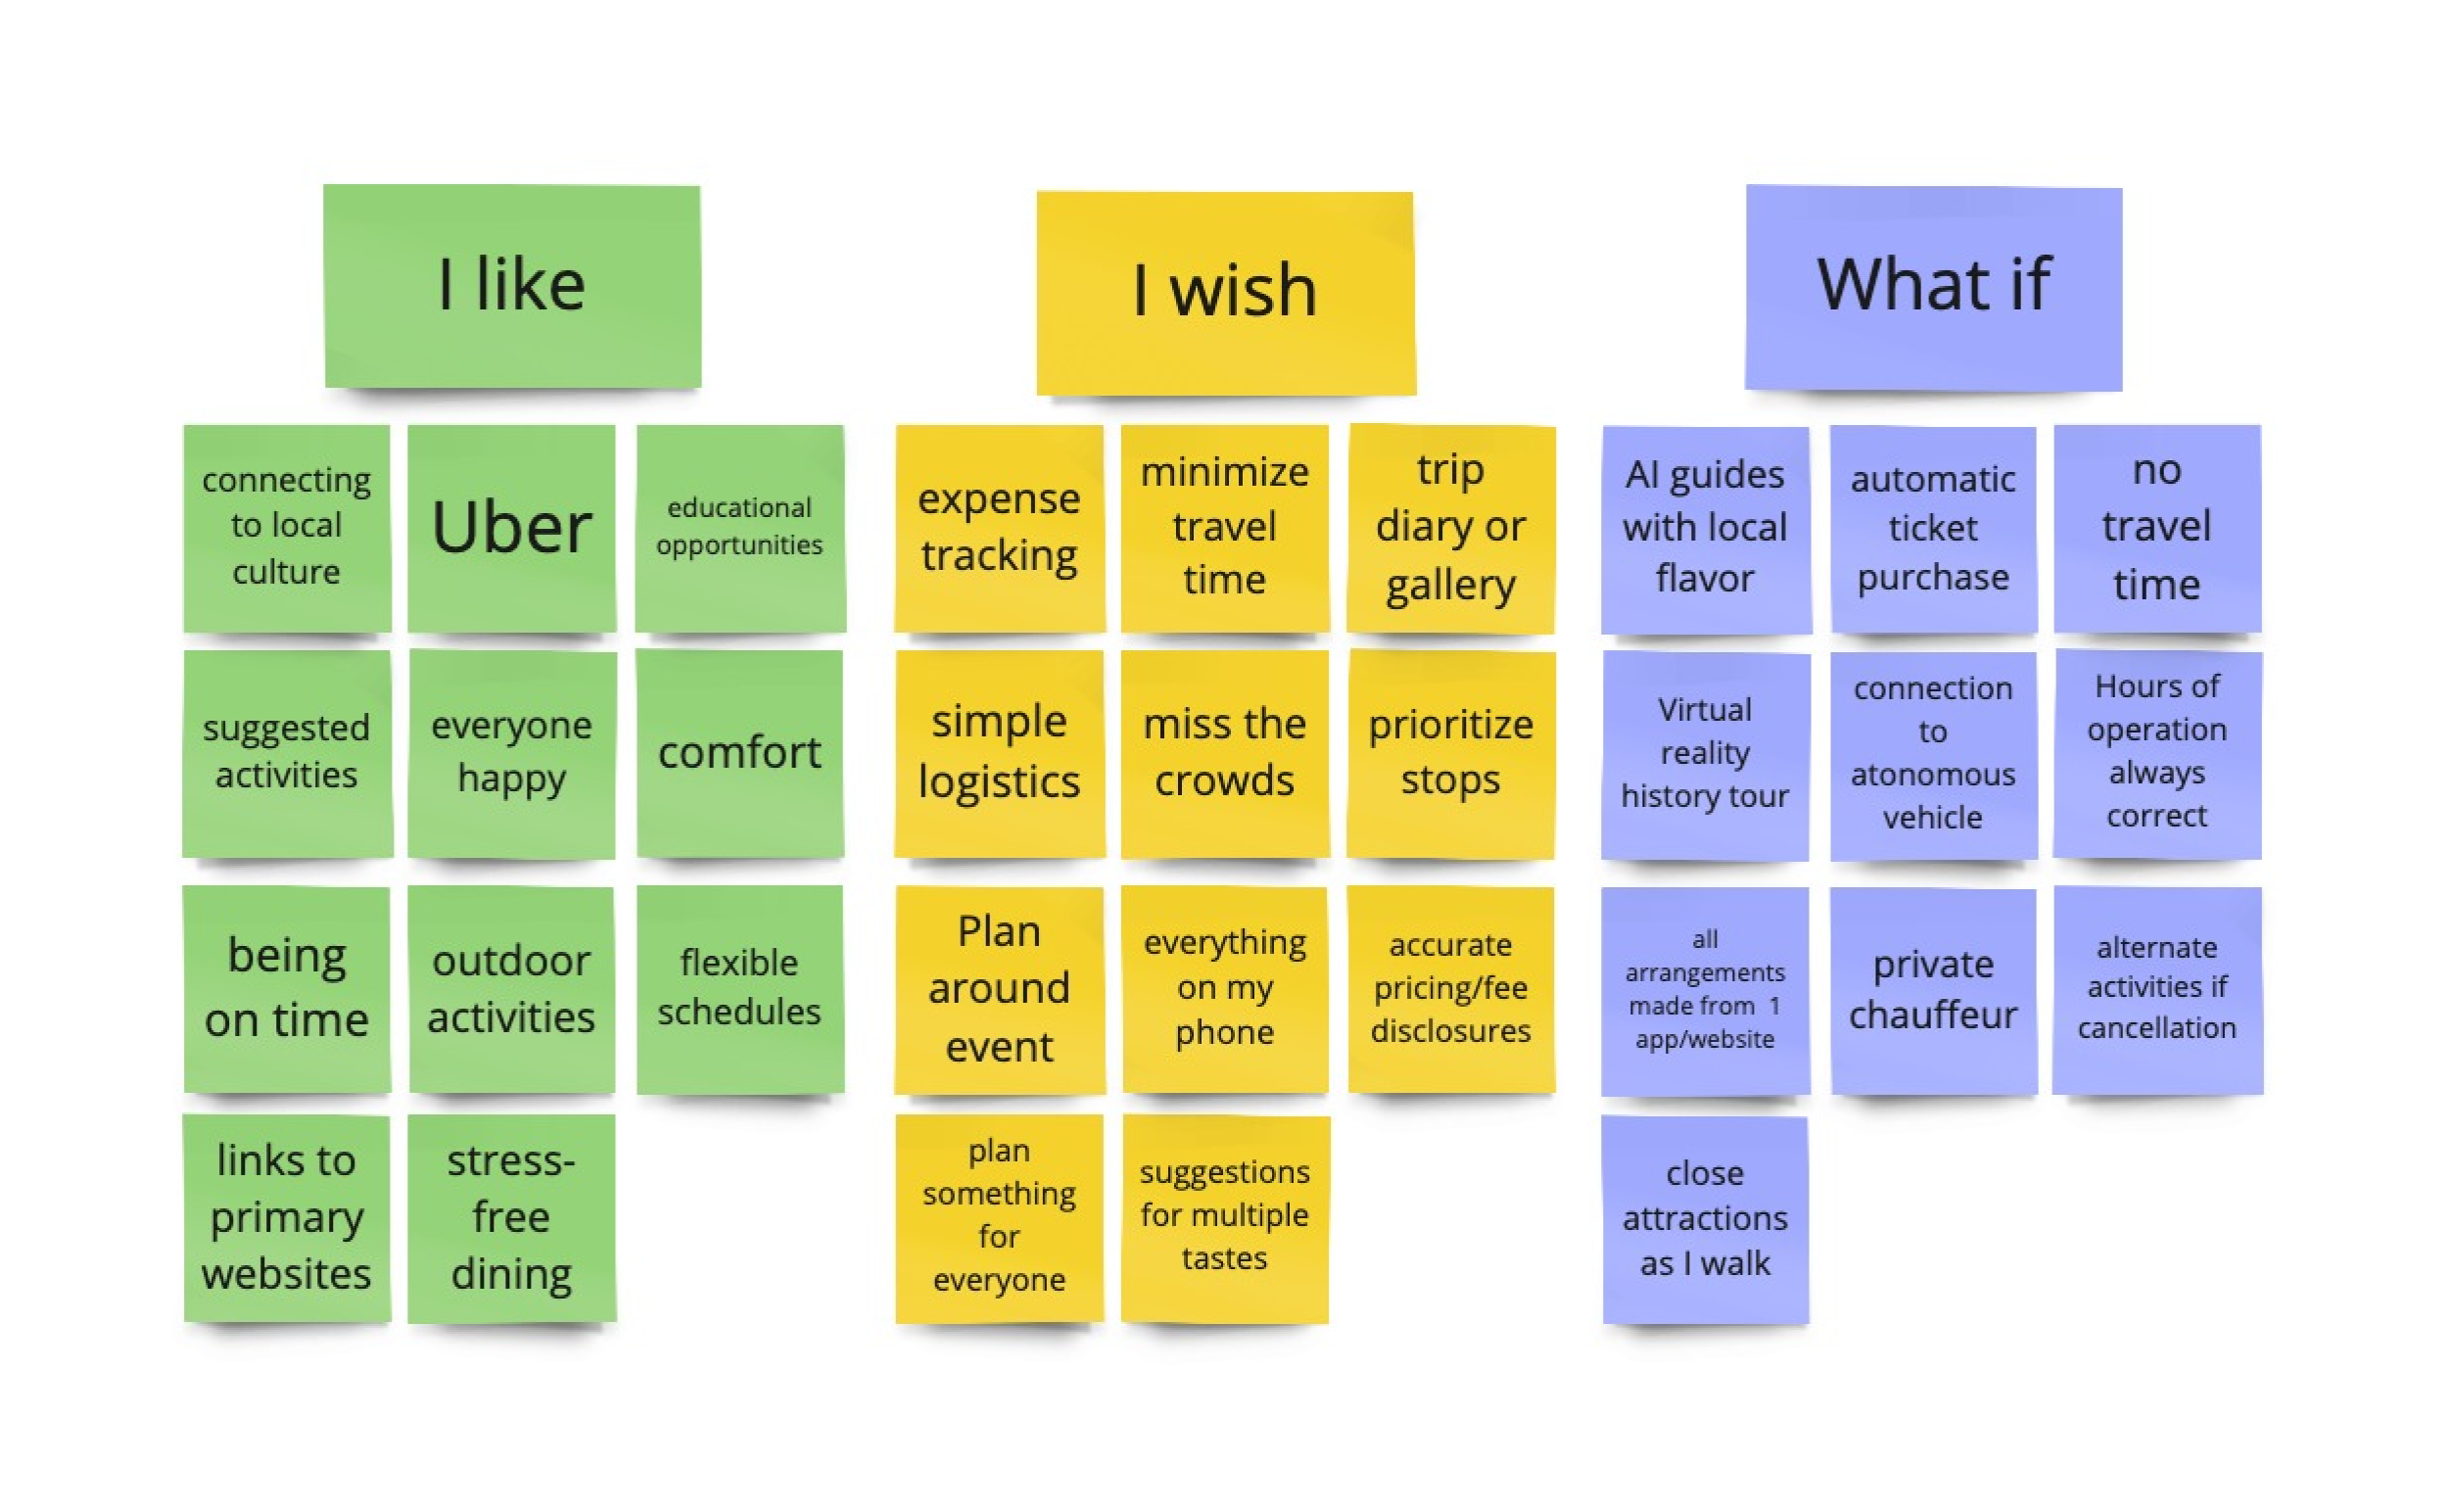 I like
connecting
to local
culture
Uber
educational
opportunities
suggested
activities
everyone
happy
comfort
being
on time
outdoor
activities
flexible
schedules
links to
primary
websites
stress-
free
dining
I wish
expense
tracking
minimize
travel
time
trip
diary or
gallery
simple
logistics
miss the
crowds
prioritize
stops
Plan
around
event
everything
on my
phone
accurate
pricing/fee
disclosures
plan
something
for
everyone
suggestions
for multiple
tastes
What if
AI guides
with local
flavor
automatic
ticket
purchase
no
travel
time
Virtual
reality
history tour
connection
to
atonomous
vehicle
Hours of
operation
always
correct
all
arrangements
made from 1
app/website
private
chauffeur
alternate
activities if
cancellation
close
attractions
as I walk